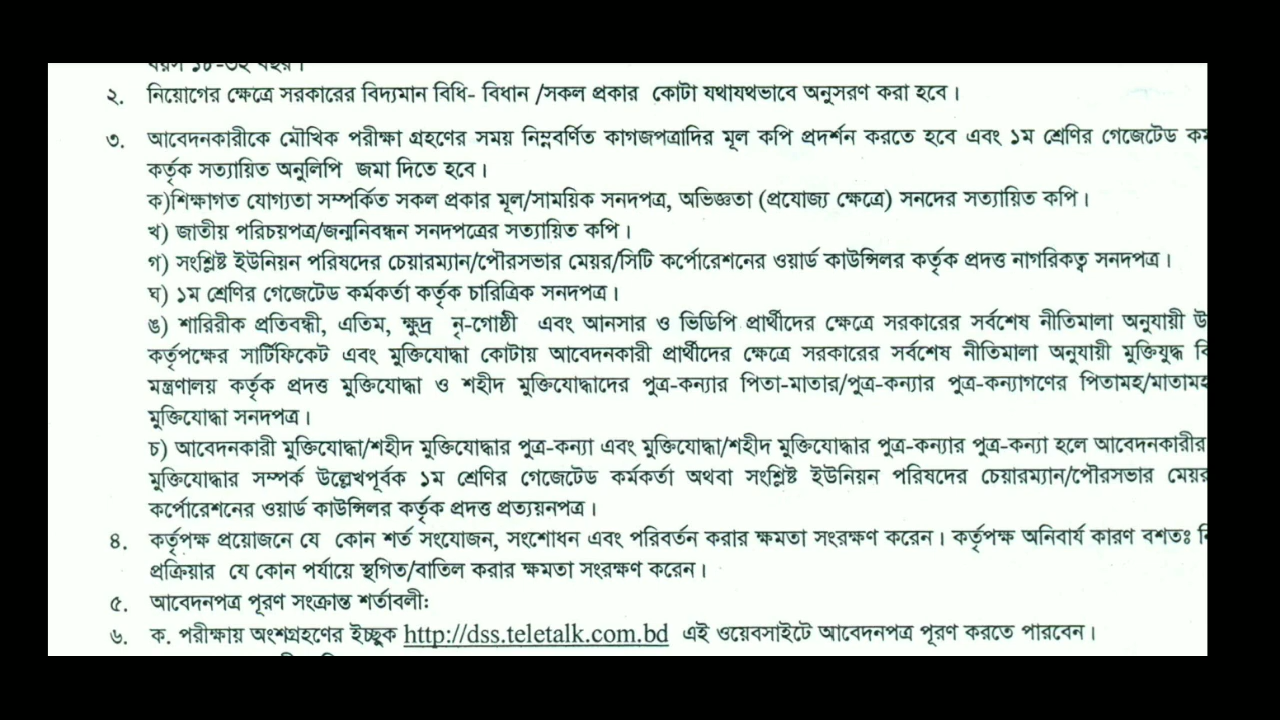 বয়স ১৮-৩২ বছর।
২. নিয়োগের ক্ষেত্রে সরকারের বিদ্যমান বিধি- বিধান /সকল প্রকার কোটা যথাযথভাবে অনুসরণ করা হবে।
৩. আবেদনকারীকে মৌখিক পরীক্ষা গ্রহণের সময় নিম্নবর্ণিত কাগজপত্রাদির মূল কপি প্রদর্শন করতে হবে এবং ১ম শ্রেণির গেজেটেড
কর্তৃক সত্যায়িত অনুলিপি জমা দিতে হবে।
ক)শিক্ষাগত যোগ্যতা সম্পর্কিত সকল প্রকার মূল/সাময়িক সনদপত্র, অভিজ্ঞতা (প্রযোজ্য ক্ষেত্রে) সনদের সত্যায়িত কপি।
খ) জাতীয় পরিচয়পত্র/জন্মনিবন্ধন সনদপত্রের সত্যায়িত কপি।
গ) সংশ্লিষ্ট ইউনিয়ন পরিষদের চেয়ারম্যান/পৌরসভার মেয়র/সিটি কর্পোরেশনের ওয়ার্ড কাউন্সিলর কর্তৃক প্রদত্ত নাগরিকত্ব সনদপত্র।
ঘ) ১ম শ্রেণির গেজেটেড কর্মকর্তা কর্তৃক চারিত্রিক সনদপত্র।
ঙ) শারিরীক প্রতিবন্ধী, এতিম, ক্ষুদ্র নৃ-গোষ্ঠী এবং আনসার ও ভিডিপি প্রার্থীদের ক্ষেত্রে সরকারের সর্বশেষ নীতিমালা অনুযায়ী
কর্তৃপক্ষের সার্টিফিকেট এবং মুক্তিযোদ্ধা কোটায় আবেদনকারী প্রার্থীদের ক্ষেত্রে সরকারের সর্বশেষ নীতিমালা অনুযায়ী মুক্তিযুদ্ধ
মন্ত্রণালয় কর্তৃক প্রদত্ত মুক্তিযোদ্ধা ও শহীদ মুক্তিযোদ্ধাদের পুত্র-কন্যার পিতা-মাতার/পুত্র-কন্যার পুত্র-কন্যাগণের পিতামহ/মাতামহ
মুক্তিযোদ্ধা সনদপত্র।
চ) আবেদনকারী মুক্তিযোদ্ধা/শহীদ মুক্তিযোদ্ধার পুত্র-কন্যা এবং মুক্তিযোদ্ধা/শহীদ মুক্তিযোদ্ধার পুত্র-কন্যার পুত্র-কন্যা হলে আবেদনকারীর
মুক্তিযোদ্ধার সম্পর্ক উল্লেখপূর্বক ১ম শ্রেণির গেজেটেড কর্মকর্তা অথবা সংশ্লিষ্ট ইউনিয়ন পরিষদের চেয়ারম্যান/পৌরসভার মেয়র
কর্পোরেশনের ওয়ার্ড কাউন্সিলর কর্তৃক প্রদত্ত প্রত্যয়নপত্র।
৪. কর্তৃপক্ষ প্রয়োজনে যে কোন শর্ত সংযোজন, সংশোধন এবং পরিবর্তন করার ক্ষমতা সংরক্ষণ করেন। কর্তৃপক্ষ অনিবার্য কারণ বশতঃ
প্রক্রিয়ার যে কোন পর্যায়ে স্থগিত/বাতিল করার ক্ষমতা সংরক্ষণ করেন।
৫. আবেদনপত্র পূরণ সংক্রান্ত শর্তাবলীঃ
৬. ক. পরীক্ষায় অংশগ্রহণের ইচ্ছুক http://dss.teletalk.com.bd এই ওয়েবসাইটে আবেদনপত্র পূরণ করতে পারবেন।